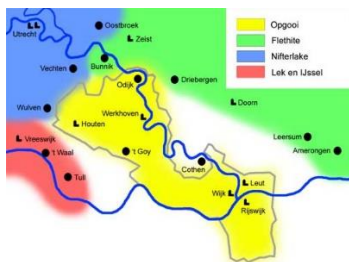 Oostbroek
Utrecht
Zeist
Opgooi
Flethite
Nifterlake
Lek en IJssel
Vechten
Bunnik
Odijk
Driebergen
Wulven
Werkhoven
Doorn
Houten
Vreeswijk
't Waal
't Goy
Leersum
Amerongen
Cothen
Tull
Wijk
Leut
Rijswijk